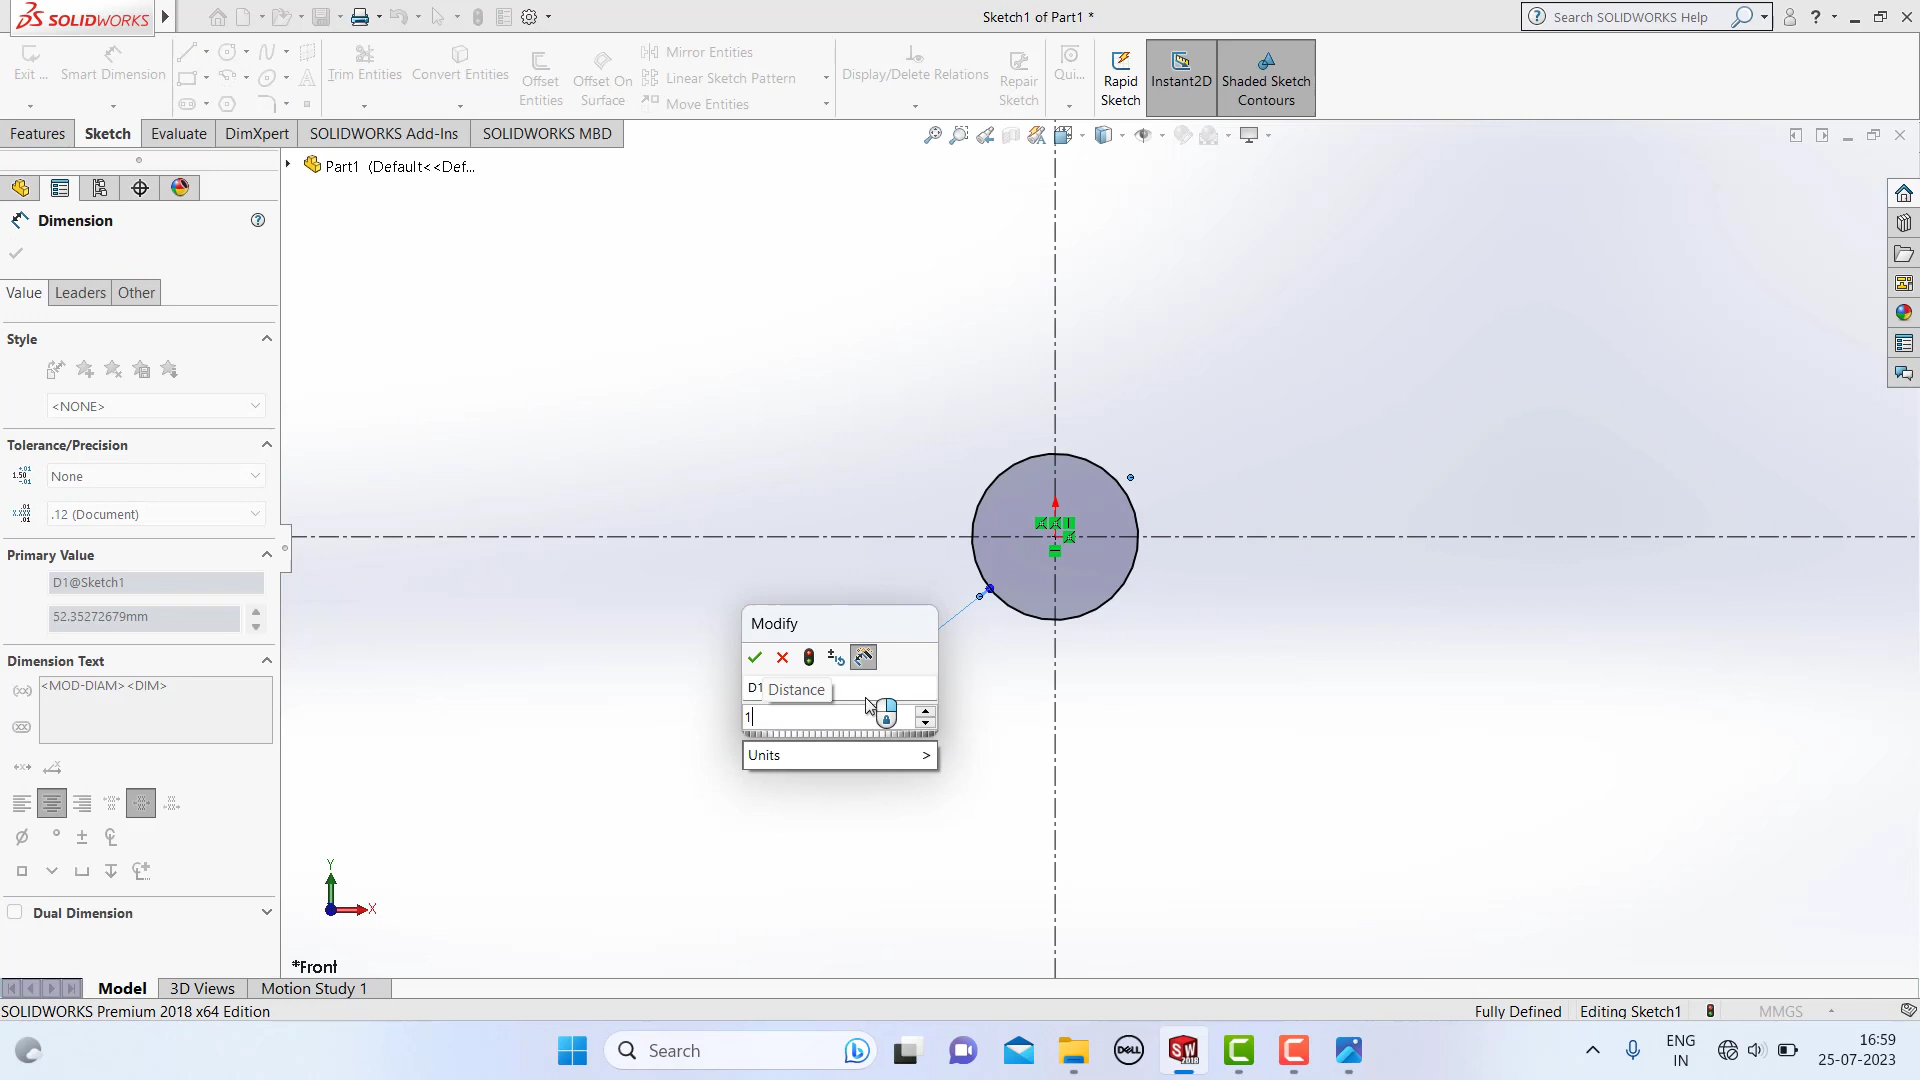 SOLIDWORKS
Sketch1 of Part1 *
Search SOLIDWORKS Help
Exit ...
Smart Dimension
Trim Entities
Convert Entities
Offset Entities
Offset On Surface
Mirror Entities
Linear Sketch Pattern
Move Entities
Display/Delete Relations
Repair Sketch
Qui...
Rapid Sketch
Instant2D
Shaded Sketch Contours
Features
Sketch
Evaluate
DimXpert
SOLIDWORKS Add-Ins
SOLIDWORKS MBD
Part1 (Default<<Def...
Dimension
Value
Leaders
Other
Style
<NONE>
Tolerance/Precision
None
.12 (Document)
Primary Value
D1@Sketch1
52.35272679mm
Dimension Text
<MOD-DIAM><DIM>
Dual Dimension
Modify
D1
Distance
1
Units
>
Y
X
*Front
Model
3D Views
Motion Study 1
SOLIDWORKS Premium 2018 x64 Edition
Fully Defined
Editing Sketch1
MMGS
Search
DELL
SW
2018
ENG
IN
16:59
25-07-2023